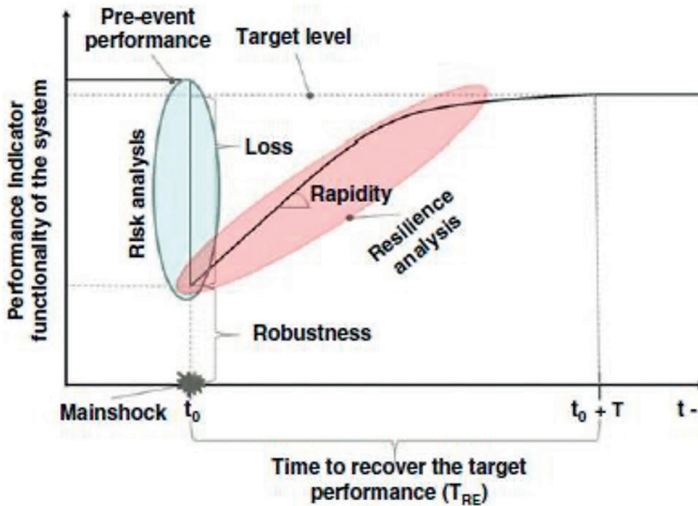 Pre-event
performance
Target level
Performance Indicator
functionality of the system
Risk analysis
Loss
Rapidity
Resilience
analysis
Robustness
Mainshock
t0
t0 + T
t -
Time to recover the target
performance (TRE)